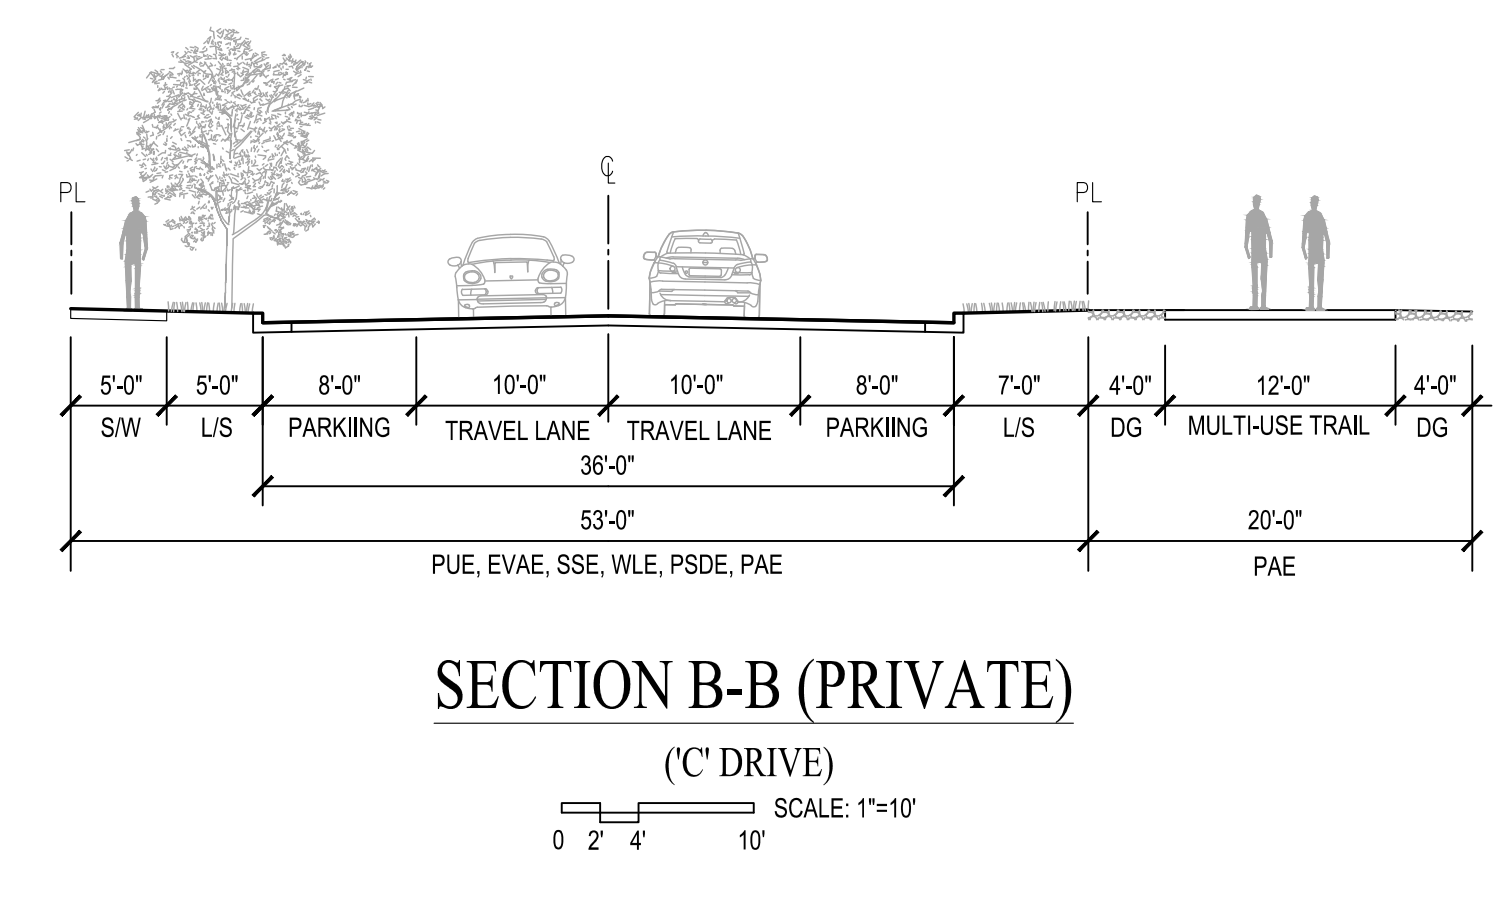 ℄
PL
PL
5'-0" 5'-0" 8'-0" 10'-0" 10'-0" 8'-0" 7'-0" 4'-0" 12'-0" 4'-0"
S/W L/S PARKIING TRAVEL LANE TRAVEL LANE PARKIING L/S DG MULTI-USE TRAIL DG
36'-0"
53'-0" 20'-0"
PUE, EVAE, SSE, WLE, PSDE, PAE PAE
SECTION B-B (PRIVATE)
('C' DRIVE)
SCALE: 1"=10'
0 2' 4' 10'